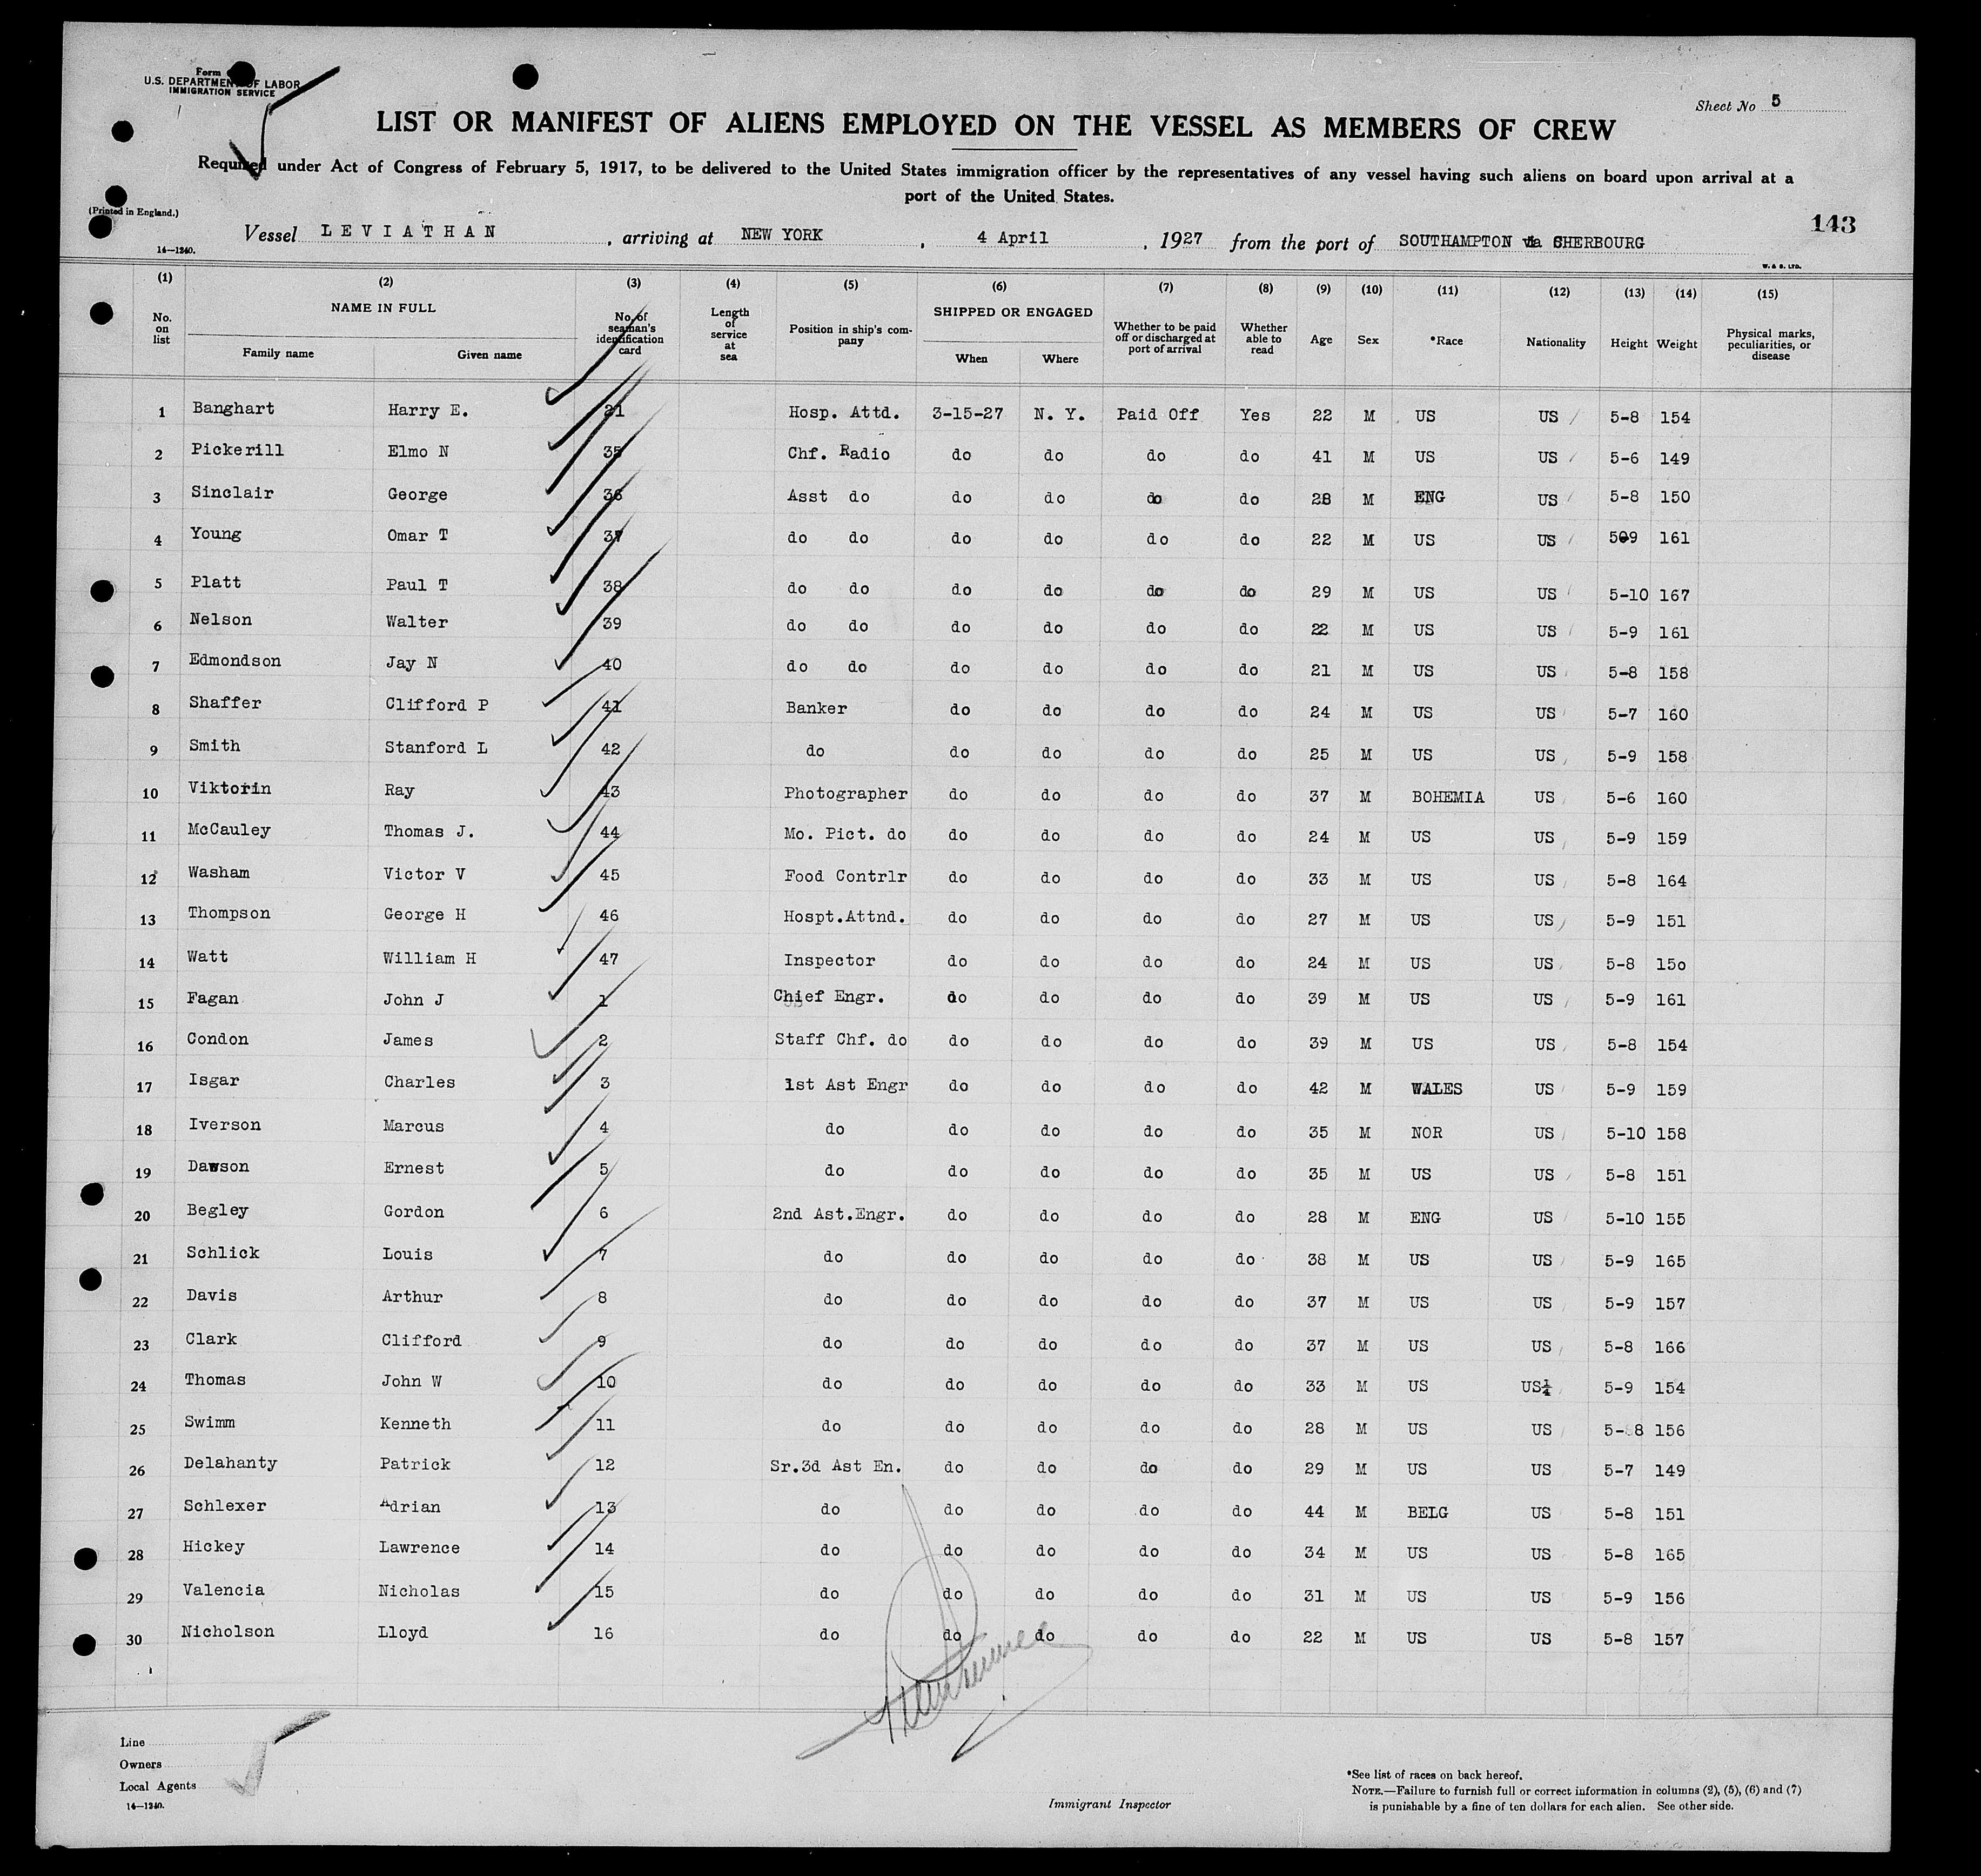 Form
U.S. DEPARTMENT OF LABOR
IMMIGRATION SERVICE
Sheet No 5
LIST OR MANIFEST OF ALIENS EMPLOYED ON THE VESSEL AS MEMBERS OF CREW
Required under Act of Congress of February 5, 1917, to be delivered to the United States immigration officer by the representatives of any vessel having such aliens on board upon arrival at a
port of the United States.
(Printed in England.)
143
Vessel LEVIATHAN, arriving at NEW YORK, 4 April, 1927 from the port of SOUTHAMPTON via CHERBOURG
14—1240.
W. & S. LTD.
(1) (2) (3) (4) (5) (6) (7) (8) (9) (10) (11) (12) (13) (14) (15)
No. on list NAME IN FULL Family name Given name No. of seaman's identification card Length of service at sea Position in ship's com- pany SHIPPED OR ENGAGED When Where Whether to be paid off or discharged at port of arrival Whether able to read Age Sex *Race Nationality Height Weight Physical marks, peculiarities, or disease
1 Banghart Harry E. 21 Hosp. Attd. 3-15-27 N. Y. Paid Off Yes 22 M US US 5-8 154
2 Pickerill Elmo N 35 Chf. Radio do do do do 41 M US US 5-6 149
3 Sinclair George 36 Asst do do do do do 28 M ENG US 5-8 150
4 Young Omar T 37 do do do do do do 22 M US US 509 161
5 Platt Paul T 38 do do do do do do 29 M US US 5-10 167
6 Nelson Walter 39 do do do do do do 22 M US US 5-9 161
7 Edmondson Jay N 40 do do do do do do 21 M US US 5-8 158
8 Shaffer Clifford P 41 Banker do do do do 24 M US US 5-7 160
9 Smith Stanford L 42 do do do do do 25 M US US 5-9 158
10 Viktorin Ray 43 Photographer do do do do 37 M BOHEMIA US 5-6 160
11 McCauley Thomas J. 44 Mo. Pict. do do do do do 24 M US US 5-9 159
12 Washam Victor V 45 Food Contrlr do do do do 33 M US US 5-8 164
13 Thompson George H 46 Hospt.Attnd. do do do do 27 M US US 5-9 151
14 Watt William H 47 Inspector do do do do 24 M US US 5-8 15o
15 Fagan John J 1 Chief Engr. do do do do 39 M US US 5-9 161
16 Condon James 2 Staff Chf. do do do do do 39 M US US 5-8 154
17 Isgar Charles 3 1st Ast Engr do do do do 42 M WALES US 5-9 159
18 Iverson Marcus 4 do do do do do 35 M NOR US 5-10 158
19 Dawson Ernest 5 do do do do do 35 M US US 5-8 151
20 Begley Gordon 6 2nd Ast.Engr. do do do do 28 M ENG US 5-10 155
21 Schlick Louis 7 do do do do do 38 M US US 5-9 165
22 Davis Arthur 8 do do do do do 37 M US US 5-9 157
23 Clark Clifford 9 do do do do do 37 M US US 5-8 166
24 Thomas John W 10 do do do do do 33 M US US¼ 5-9 154
25 Swimm Kenneth 11 do do do do do 28 M US US 5-8 156
26 Delahanty Patrick 12 Sr.3d Ast En. do do do do 29 M US US 5-7 149
27 Schlexer Adrian 13 do do do do do 44 M BELG US 5-8 151
28 Hickey Lawrence 14 do do do do do 34 M US US 5-8 165
29 Valencia Nicholas 15 do do do do do 31 M US US 5-9 156
30 Nicholson Lloyd 16 do do do do do 22 M US US 5-8 157
Line
Owners
Local Agents
14—1240.
Immigrant Inspector
*See list of races on back hereof.
NOTE.—Failure to furnish full or correct information in columns (2), (5), (6) and (7)
is punishable by a fine of ten dollars for each alien. See other side.